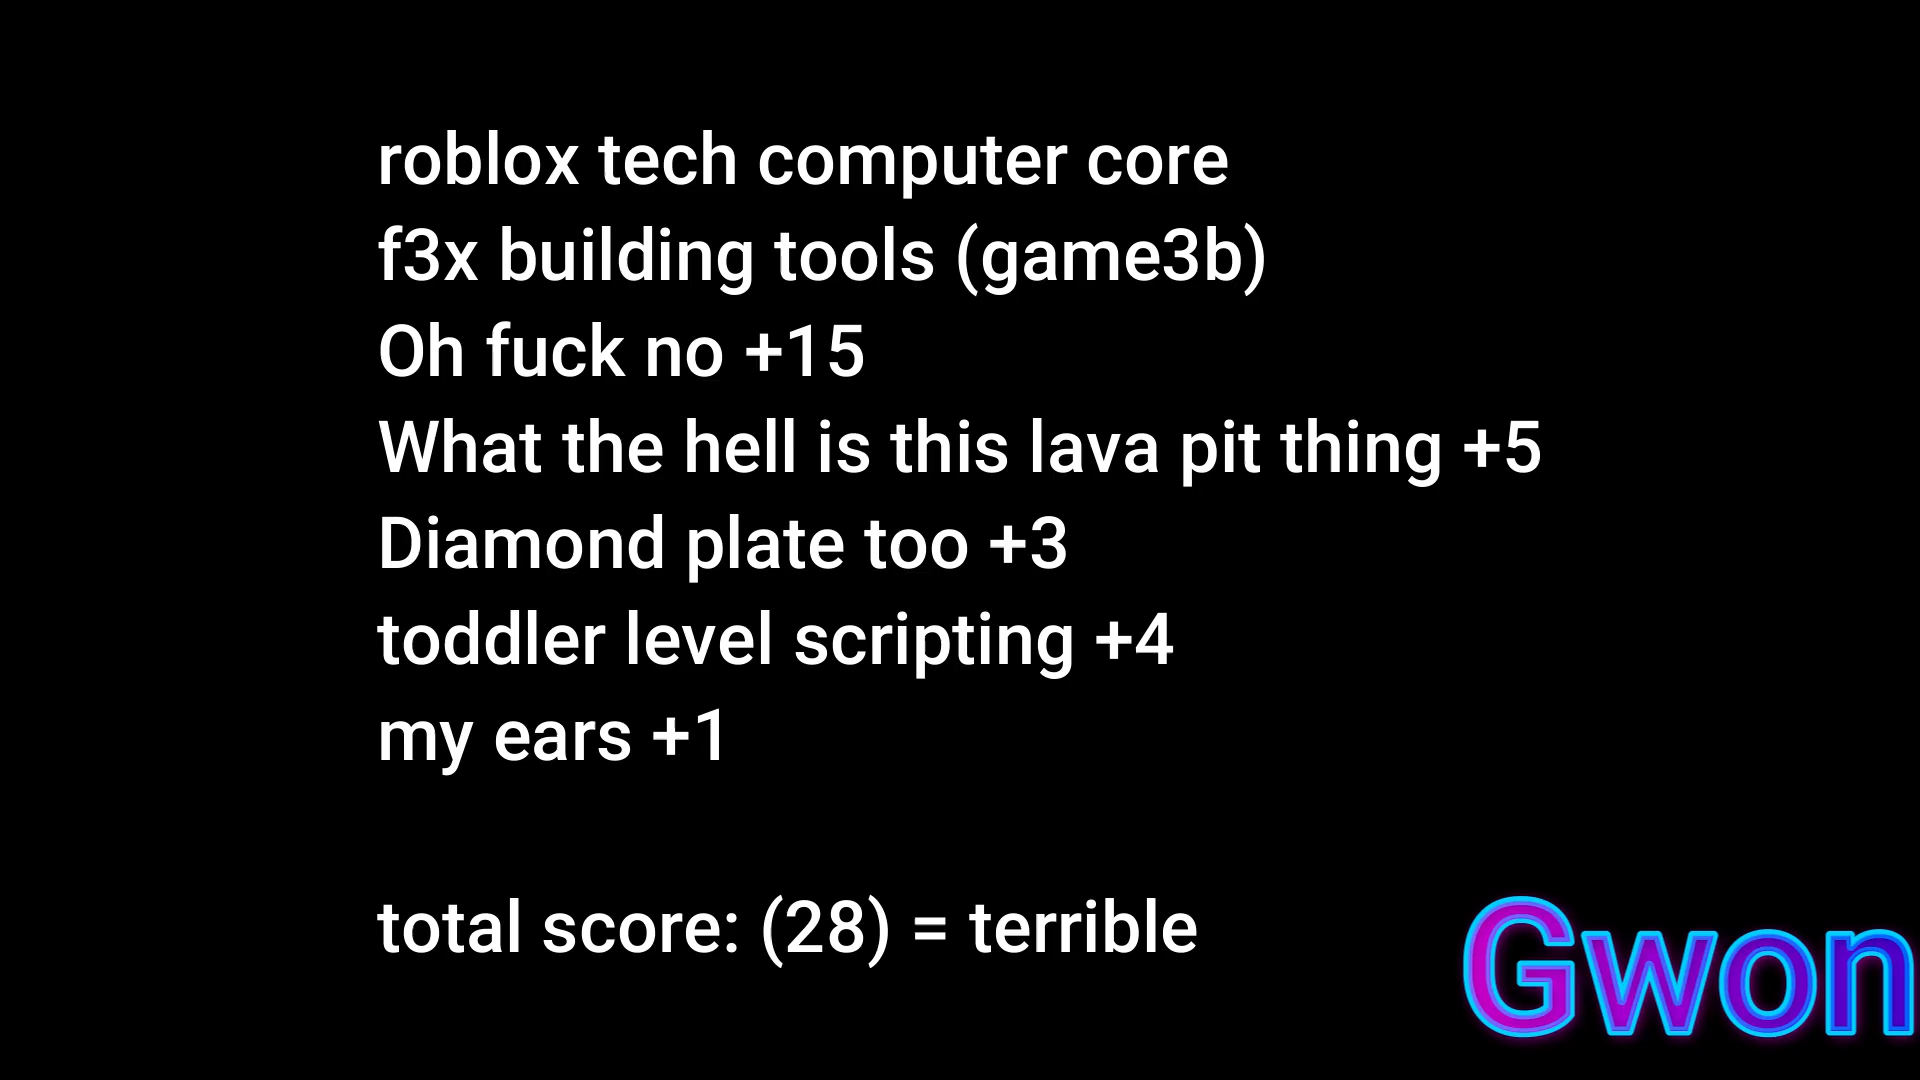 roblox tech computer core
f3x building tools (game3b)
Oh fuck no +15
What the hell is this lava pit thing +5
Diamond plate too +3
toddler level scripting +4
my ears +1
total score: (28) = terrible
Gwon